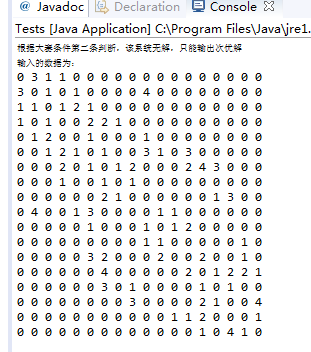 @ Javadoc Declaration Console
Tests [Java Application] C:\Program Files\Java\jre1.
根据大赛条件第二条判断，该系统无解，只能输出次优解
输入的数据为：
0 3 1 1 0 0 0 0 0 0 0 0 0 0 0 0 0 0
3 0 1 0 1 0 0 0 0 4 0 0 0 0 0 0 0 0
1 1 0 1 2 1 0 0 0 0 0 0 0 0 0 0 0 0
1 0 1 0 0 2 2 1 0 0 0 0 0 0 0 0 0 0
0 1 2 0 0 1 0 0 0 1 0 0 0 0 0 0 0 0
0 0 1 2 1 0 1 0 0 3 1 0 3 0 0 0 0 0
0 0 0 2 0 1 0 1 2 0 0 0 2 4 3 0 0 0
0 0 0 1 0 0 1 0 1 0 0 0 0 0 0 0 0 0
0 0 0 0 0 0 2 1 0 0 0 0 0 0 1 3 0 0
0 4 0 0 1 3 0 0 0 0 1 1 0 0 0 0 0 0
0 0 0 0 0 1 0 0 0 1 0 1 2 0 0 0 0 0
0 0 0 0 0 0 0 0 0 1 1 0 0 0 0 0 1 0
0 0 0 0 0 3 2 0 0 0 2 0 0 2 0 0 1 0
0 0 0 0 0 0 4 0 0 0 0 0 2 0 1 2 2 1
0 0 0 0 0 0 3 0 1 0 0 0 0 1 0 1 0 0
0 0 0 0 0 0 0 0 3 0 0 0 0 2 1 0 0 4
0 0 0 0 0 0 0 0 0 0 0 1 1 2 0 0 0 1
0 0 0 0 0 0 0 0 0 0 0 0 0 1 0 4 1 0